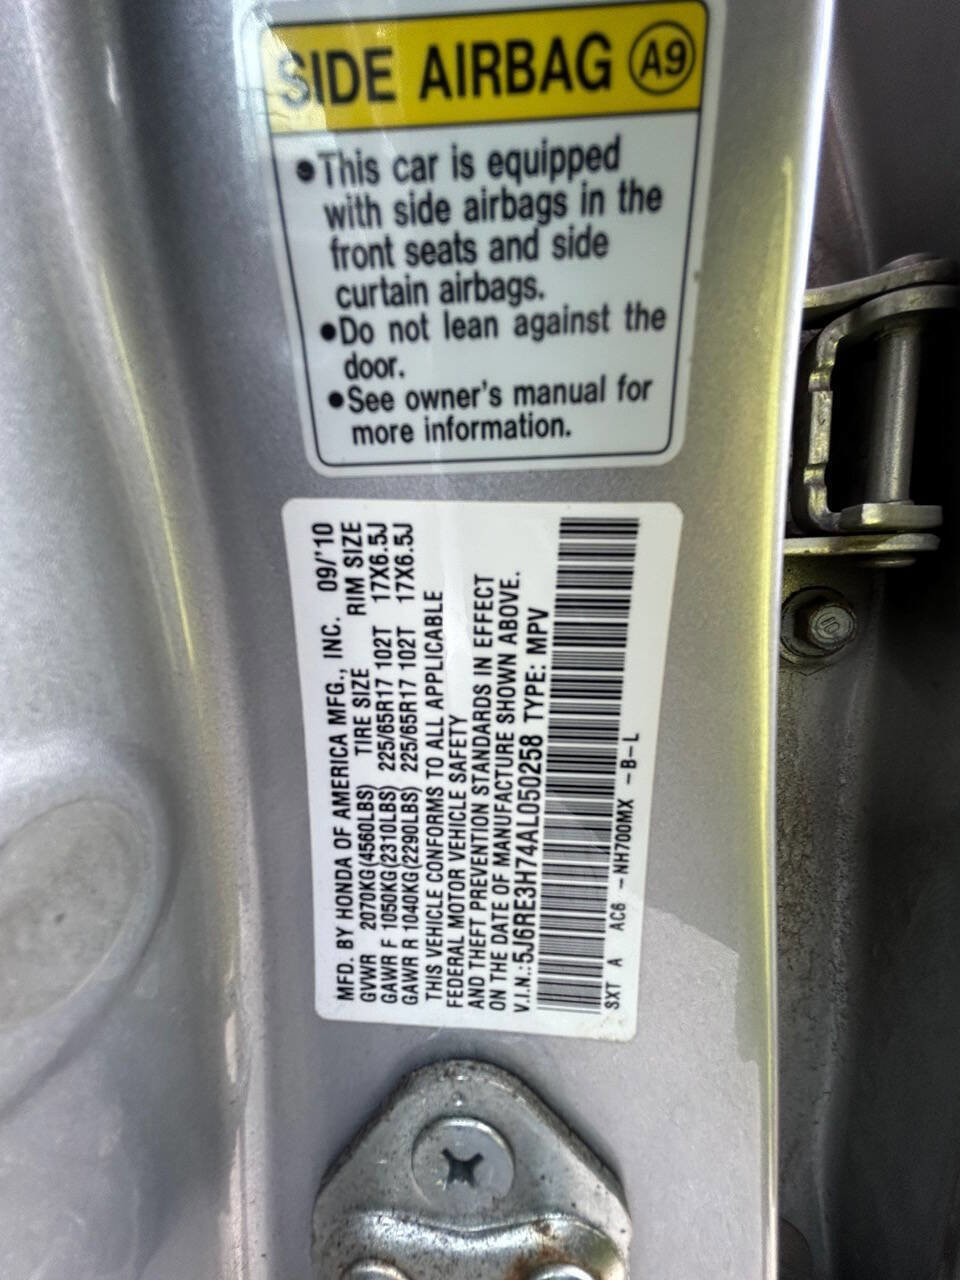 SIDE AIRBAG A9
•This car is equipped
with side airbags in the
front seats and side
curtain airbags.
•Do not lean against the
door.
•See owner's manual for
more information.
MFD. BY HONDA OF AMERICA MFG., INC. 09/'10
GVWR 2070KG(4560LBS) TIRE SIZE RIM SIZE
GAWR F 1050KG(2310LBS) 225/65R17 102T 17X6.5J
GAWR R 1040KG(2290LBS) 225/65R17 102T 17X6.5J
THIS VEHICLE CONFORMS TO ALL APPLICABLE
FEDERAL MOTOR VEHICLE SAFETY
AND THEFT PREVENTION STANDARDS IN EFFECT
ON THE DATE OF MANUFACTURE SHOWN ABOVE.
V.I.N.:5J6RE3H74AL050258 TYPE: MPV
SXT A AC6 -NH700MX -B-L